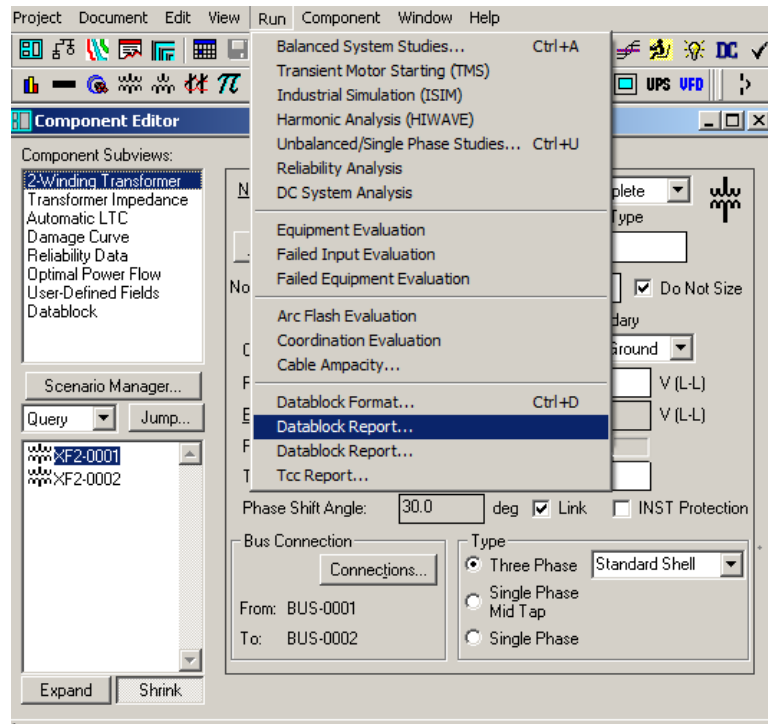 Project Document Edit View Run Component Window Help
Balanced System Studies... Ctrl+A
Transient Motor Starting (TMS)
Industrial Simulation (ISIM)
Harmonic Analysis (HIWAVE)
Unbalanced/Single Phase Studies... Ctrl+U
Reliability Analysis
DC System Analysis
Equipment Evaluation
Failed Input Evaluation
Failed Equipment Evaluation
Arc Flash Evaluation
Coordination Evaluation
Cable Ampacity...
Datablock Format... Ctrl+D
Datablock Report...
Datablock Report...
Tcc Report...
DC
π UPS VFD
Component Editor
Component Subviews:
2-Winding Transformer
Transformer Impedance
Automatic LTC
Damage Curve
Reliability Data
Optimal Power Flow
User-Defined Fields
Datablock
Scenario Manager...
Query Jump...
XF2-0001
XF2-0002
Expand Shrink
N plete
Type
No Do Not Size
dary
Ground
V (L-L)
V (L-L)
Phase Shift Angle: 30.0 deg Link INST Protection
Bus Connection
Connections...
From: BUS-0001
To: BUS-0002
Type
Three Phase Standard Shell
Single Phase
Mid Tap
Single Phase